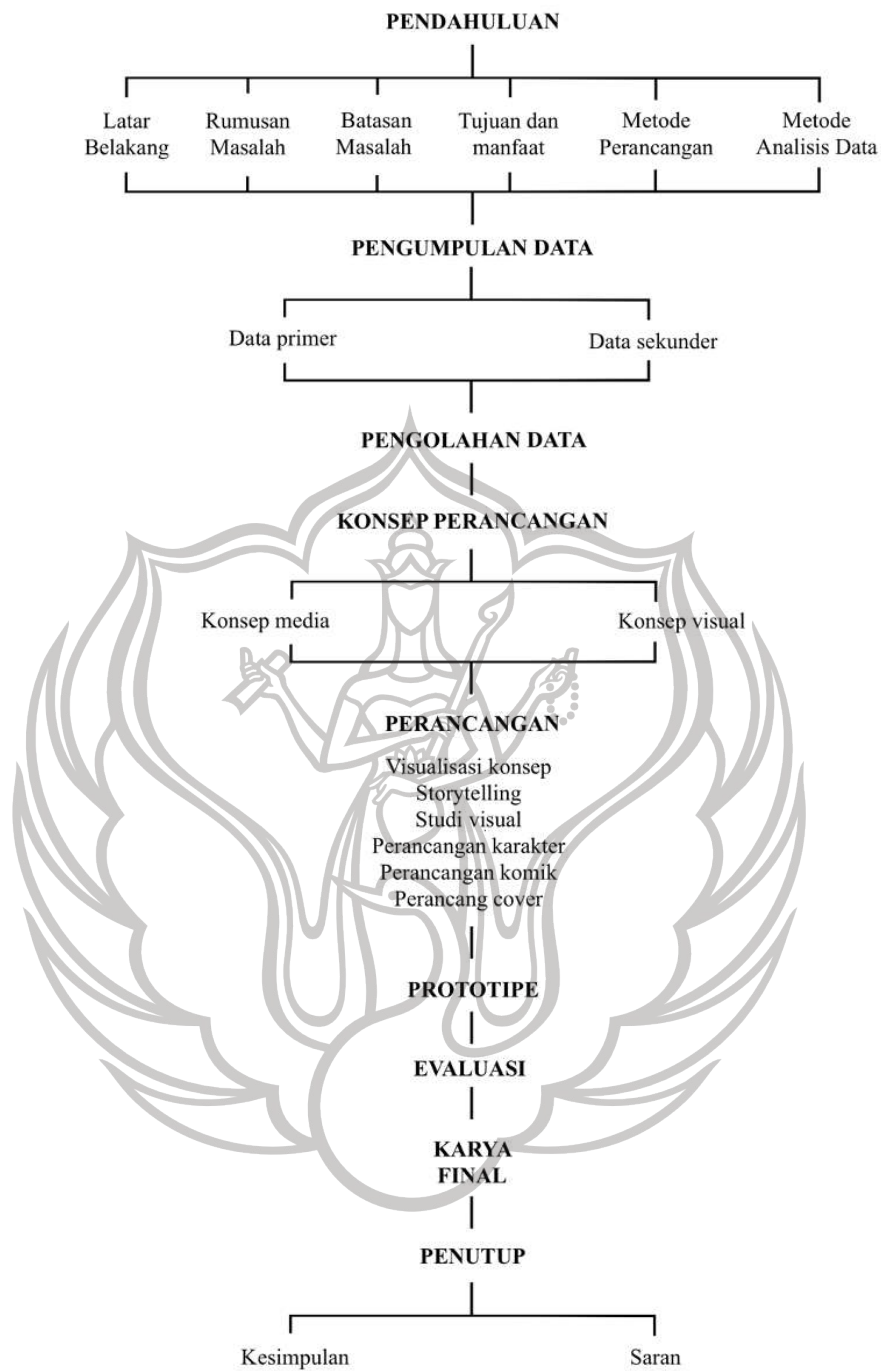 PENDAHULUAN
Latar Belakang
Rumusan Masalah
Batasan Masalah
Tujuan dan manfaat
Metode Perancangan
Metode Analisis Data
PENGUMPULAN DATA
Data primer
Data sekunder
PENGOLAHAN DATA
KONSEP PERANCANGAN
Konsep media
Konsep visual
PERANCANGAN
Visualisasi konsep
Storytelling
Studi visual
Perancangan karakter
Perancangan komik
Perancang cover
PROTOTIPE
EVALUASI
KARYA
FINAL
PENUTUP
Kesimpulan
Saran